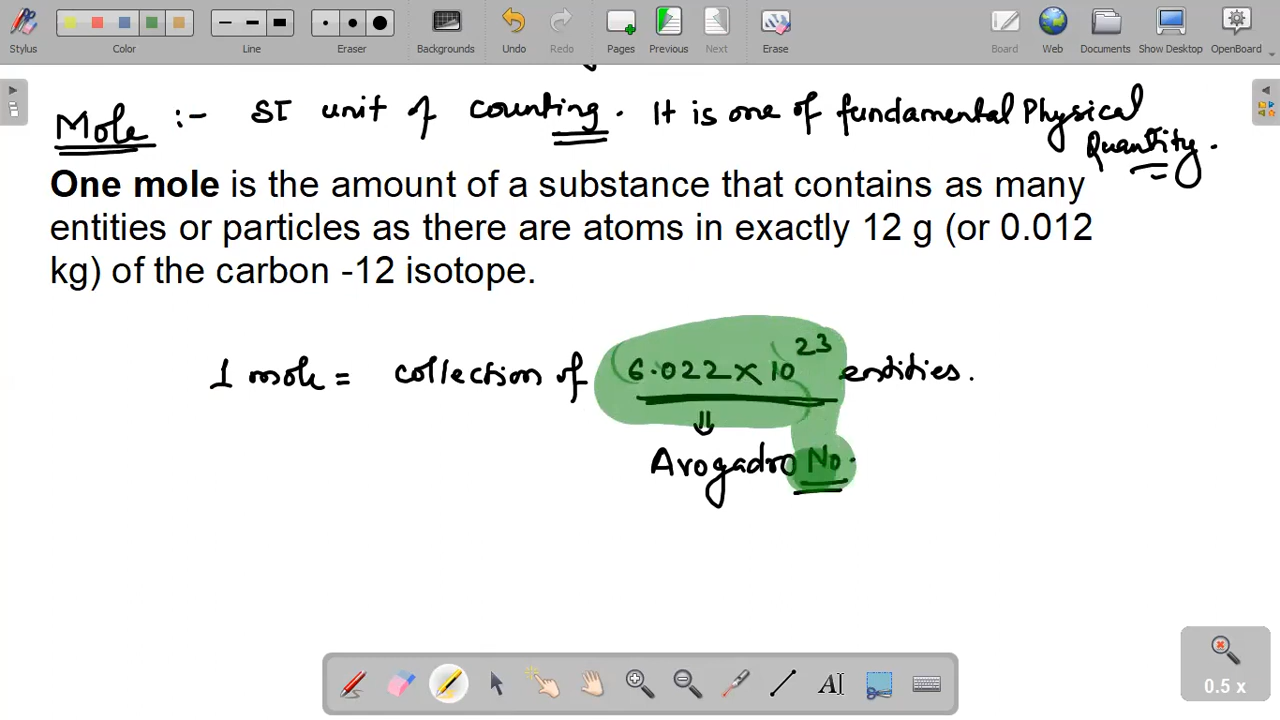 Stylus Color Line Eraser Backgrounds Undo Redo Pages Previous Next Erase Board Web Documents Show Desktop OpenBoard
Mole :- SI unit of counting. It is one of fundamental Physical
Quantity.
One mole is the amount of a substance that contains as many
entities or particles as there are atoms in exactly 12 g (or 0.012
kg) of the carbon -12 isotope.
1 mole = collection of 6.022 x 10^23 entities.
⇓
Avogadro No.
AI
0.5 x